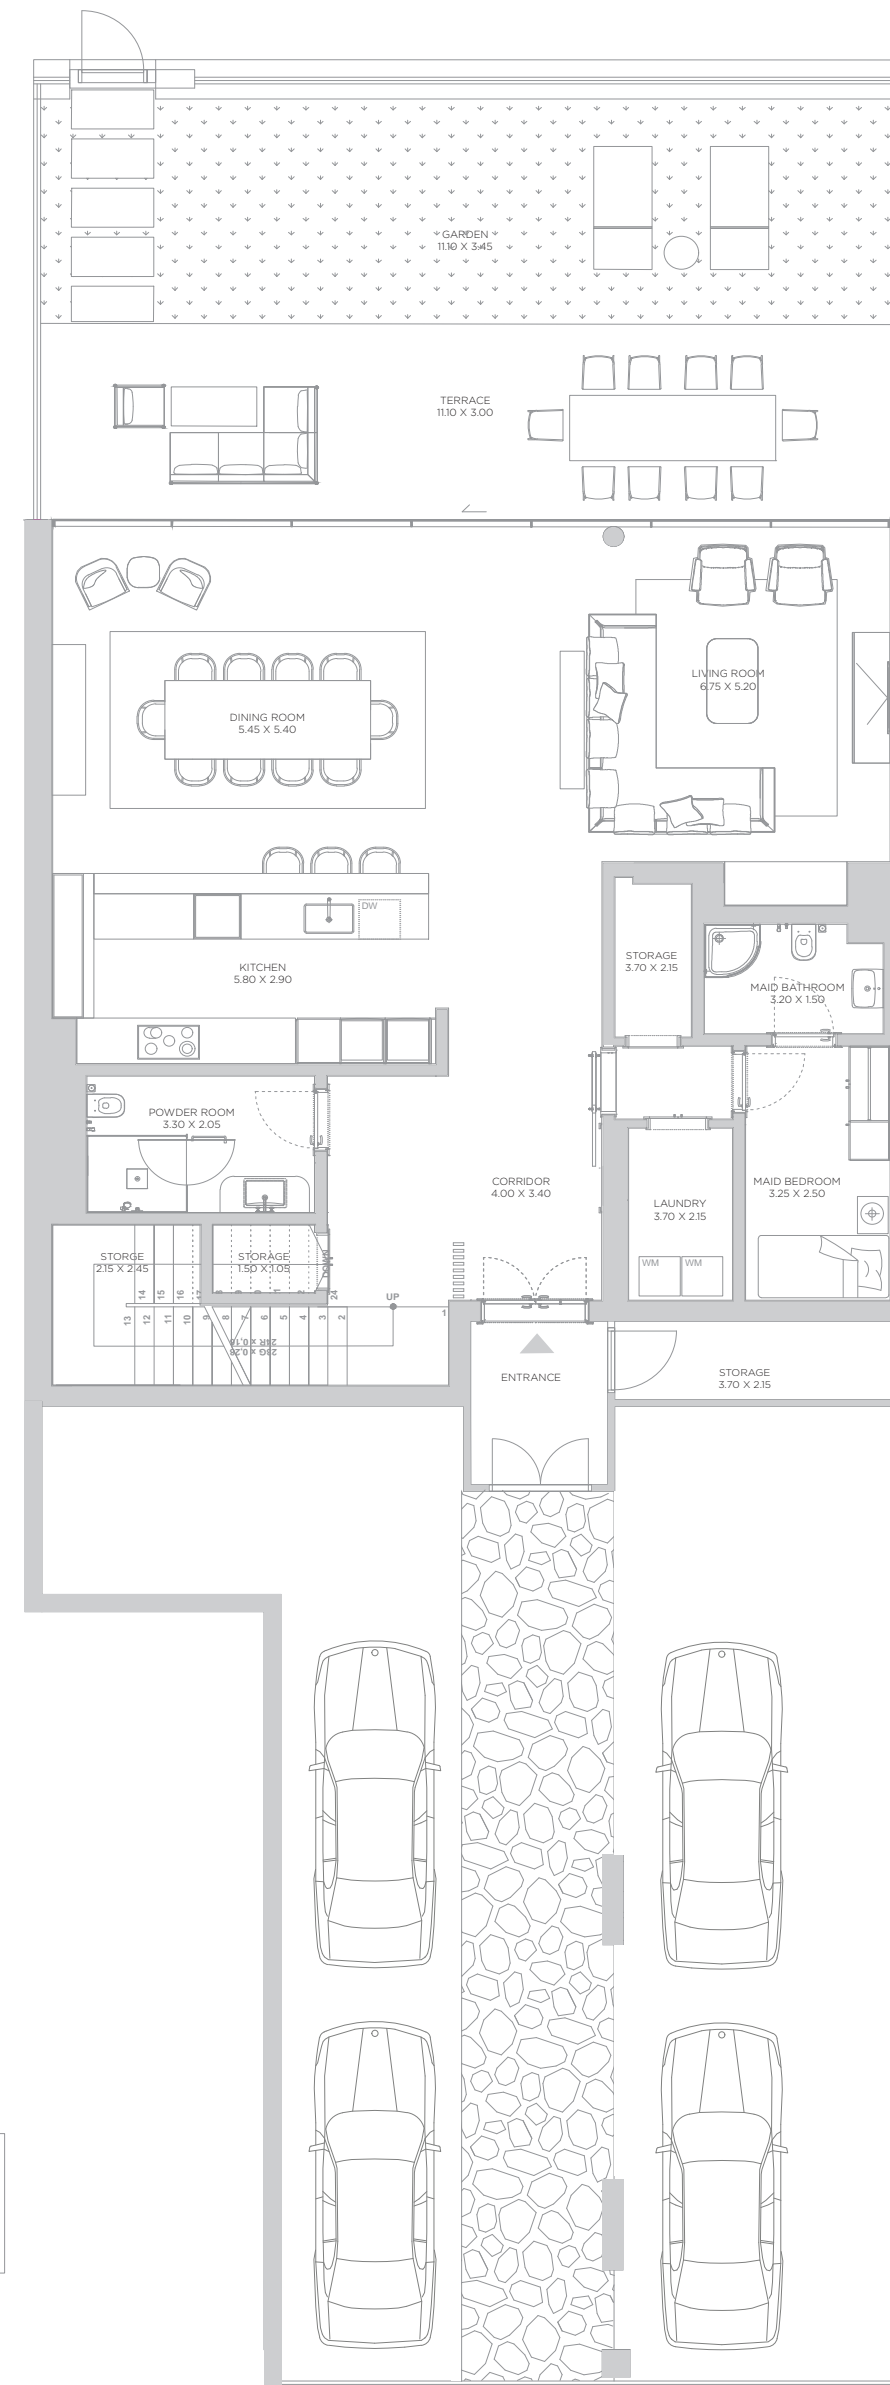 GARDEN
11.10 X 3.45
TERRACE
11.10 X 3.00
LIVING ROOM
6.75 X 5.20
DINING ROOM
5.45 X 5.40
DW
STORAGE
3.70 X 2.15
KITCHEN
5.80 X 2.90
MAID BATHROOM
3.20 X 1.50
POWDER ROOM
3.30 X 2.05
CORRIDOR
4.00 X 3.40
MAID BEDROOM
3.25 X 2.50
LAUNDRY
3.70 X 2.15
STORGE
2.15 X 2.45
STORAGE
1.50 X 1.05
DOWN
WM WM
14 15 16 17
24
UP
1
13 12 11 10 9 8 7 6 5 4 3 2
ENTRANCE
STORAGE
3.70 X 2.15